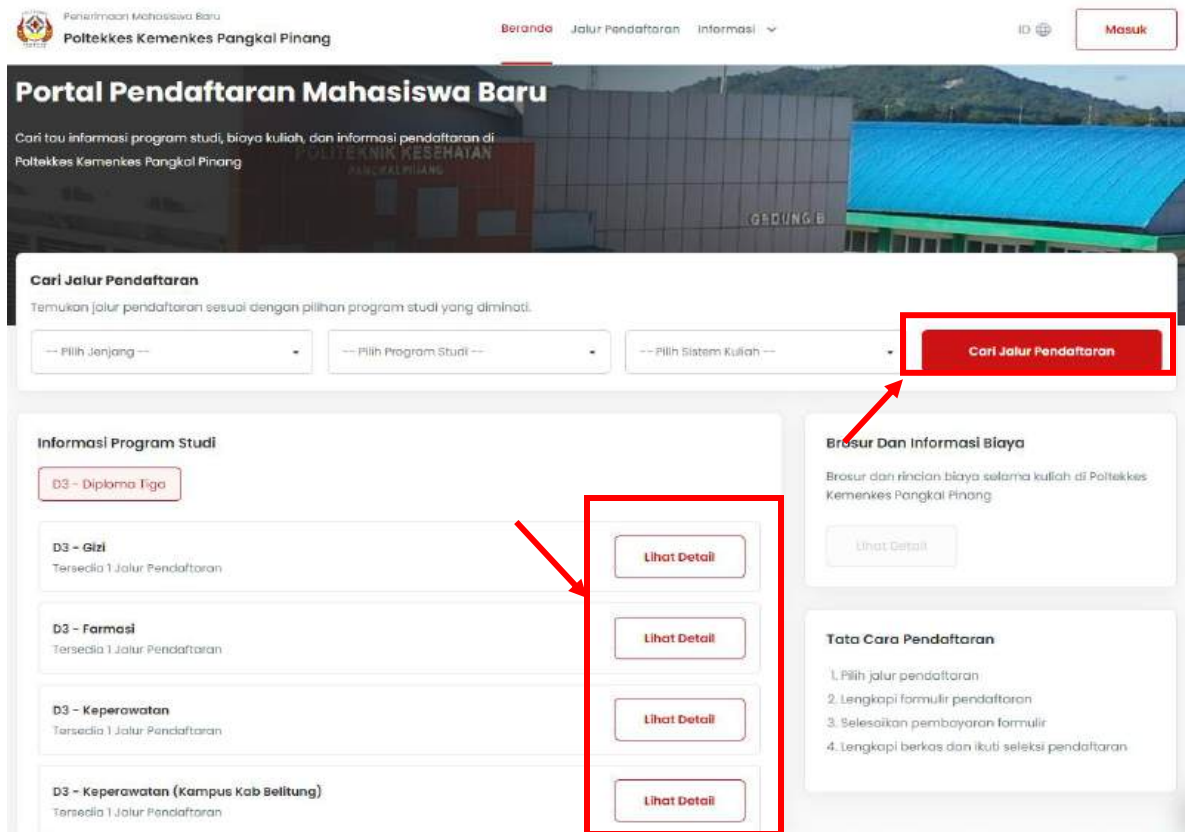 Penerimaan Mahasiswa Baru
Poltekkes Kemenkes Pangkal Pinang
Beranda Jalur Pendaftaran Informasi
ID
Masuk
Portal Pendaftaran Mahasiswa Baru
Cari tau informasi program studi, biaya kuliah, dan informasi pendaftaran di
Poltekkes Kemenkes Pangkal Pinang
POLITEKNIK KESEHATAN
PANGKALPINANG
GEDUNG B
Cari Jalur Pendaftaran
Temukan jalur pendaftaran sesuai dengan pilihan program studi yang diminati.
-- Pilih Jenjang --
-- Pilih Program Studi --
-- Pilih Sistem Kuliah --
Cari Jalur Pendaftaran
Informasi Program Studi
D3 - Diploma Tiga
D3 - Gizi
Tersedia 1 Jalur Pendaftaran
Lihat Detail
D3 - Farmasi
Tersedia 1 Jalur Pendaftaran
Lihat Detail
D3 - Keperawatan
Tersedia 1 Jalur Pendaftaran
Lihat Detail
D3 - Keperawatan (Kampus Kab Belitung)
Tersedia 1 Jalur Pendaftaran
Lihat Detail
Brosur Dan Informasi Biaya
Brosur dan rincian biaya selama kuliah di Poltekkes
Kemenkes Pangkal Pinang
Lihat Detail
Tata Cara Pendaftaran
1. Pilih jalur pendaftaran
2. Lengkapi formulir pendaftaran
3. Selesaikan pembayaran formulir
4. Lengkapi berkas dan ikuti seleksi pendaftaran